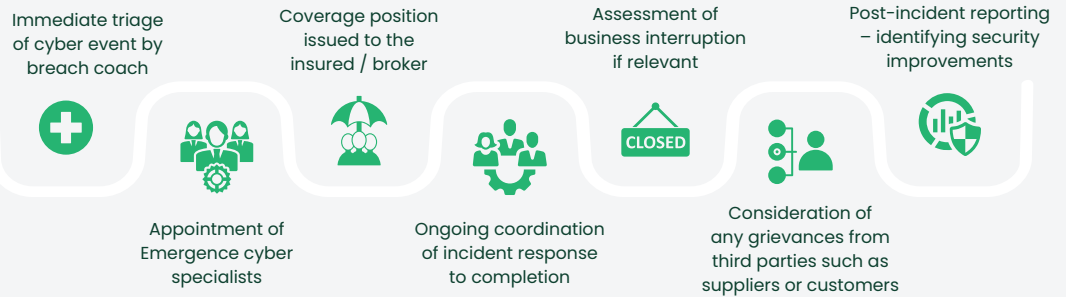 Immediate triage
of cyber event by
breach coach
Appointment of
Emergence cyber
specialists
Coverage position
issued to the
insured / broker
Ongoing coordination
of incident response
to completion
Assessment of
business interruption
if relevant
CLOSED
Consideration of
any grievances from
third parties such as
suppliers or customers
Post-incident reporting
– identifying security
improvements